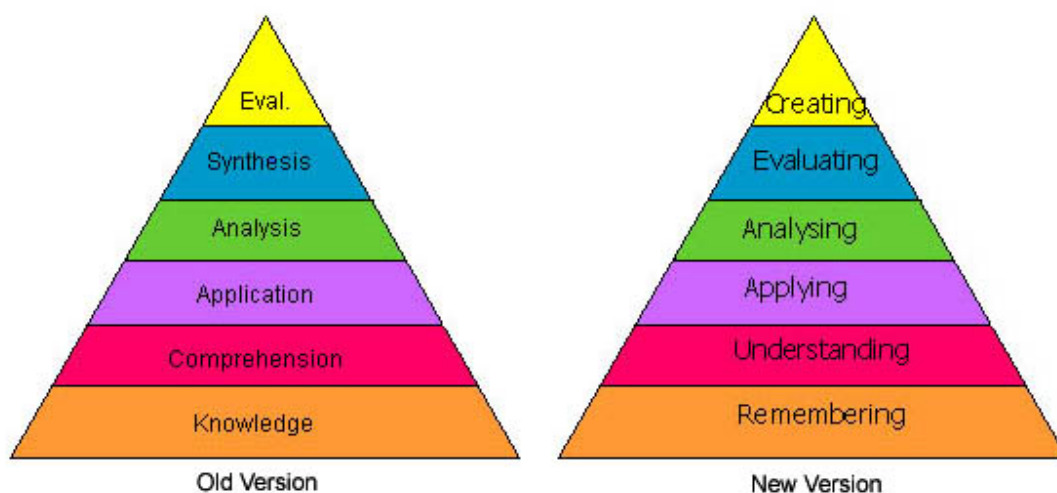 Eval.
Synthesis
Analysis
Application
Comprehension
Knowledge
Old Version
Creating
Evaluating
Analysing
Applying
Understanding
Remembering
New Version